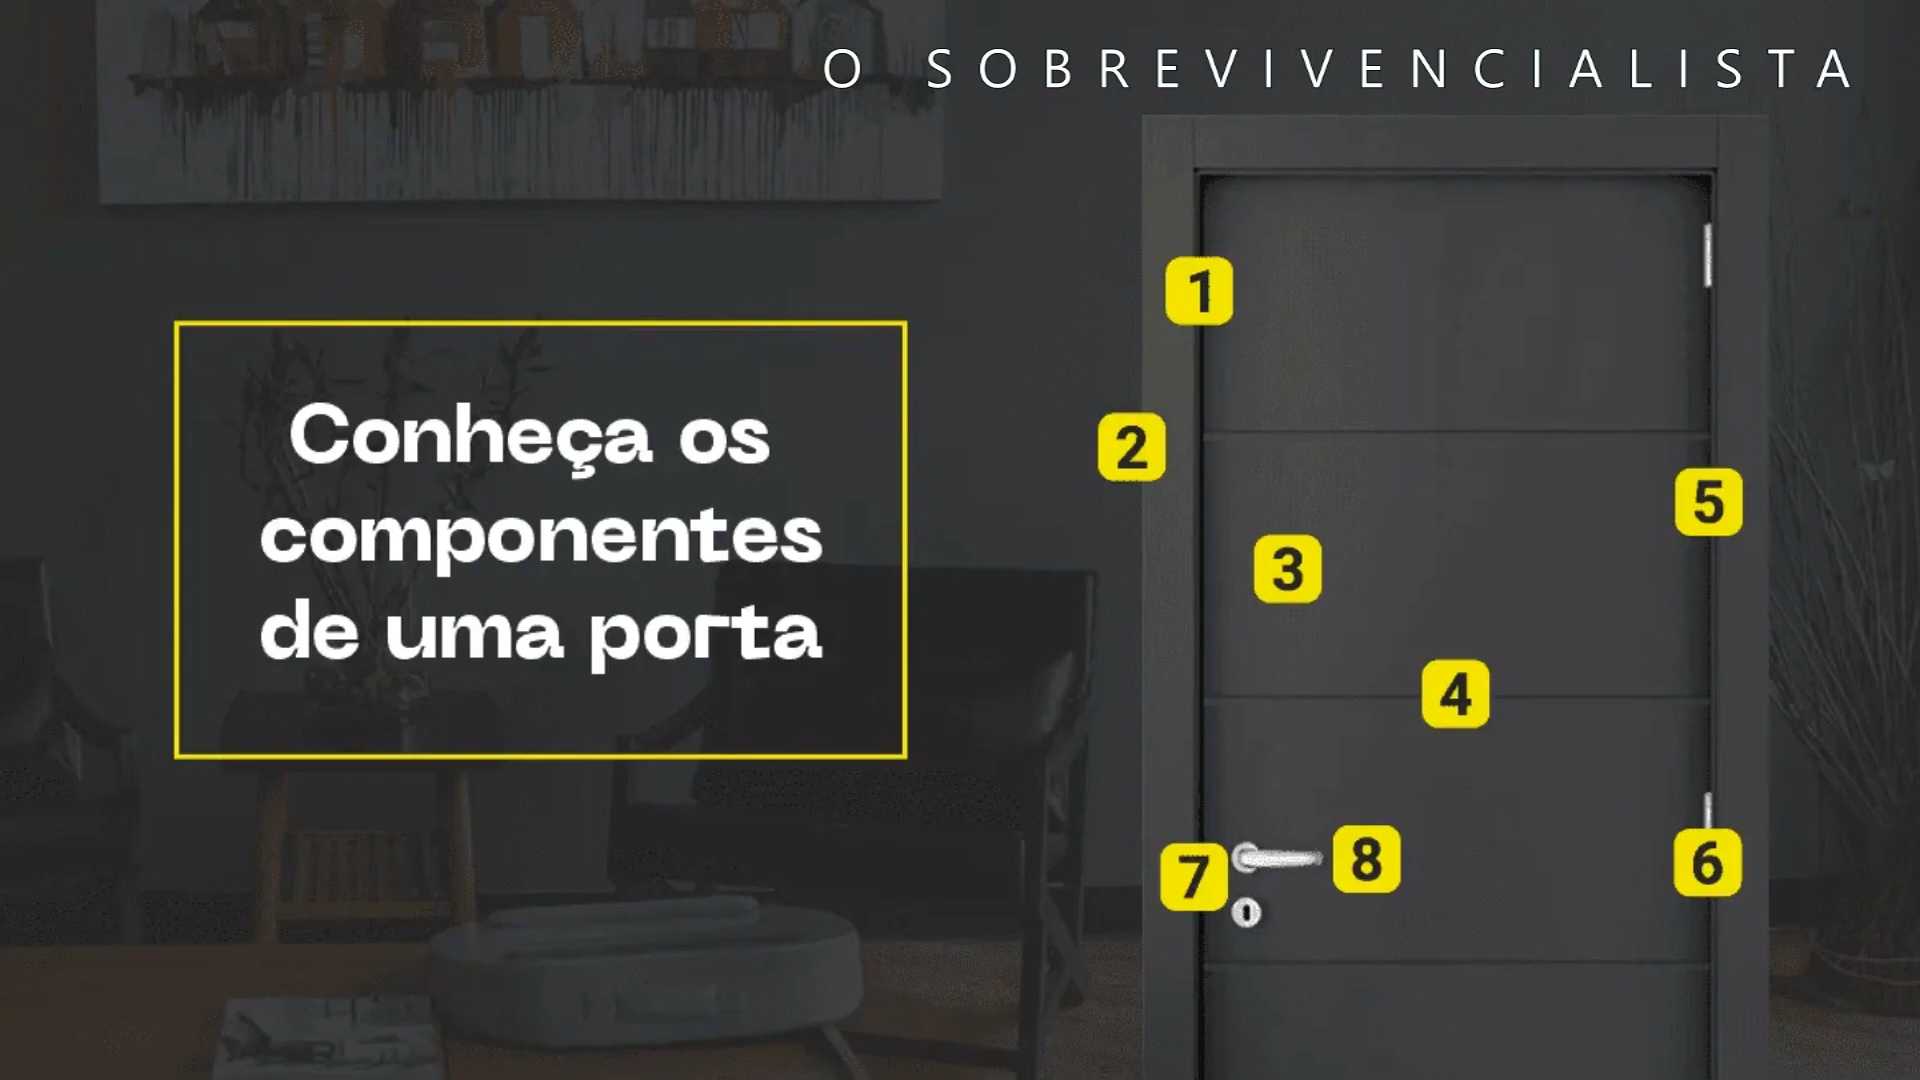 O SOBREVIVENCIALISTA
Conheça os
componentes
de uma porta
1
2
3
4
5
6
7
8